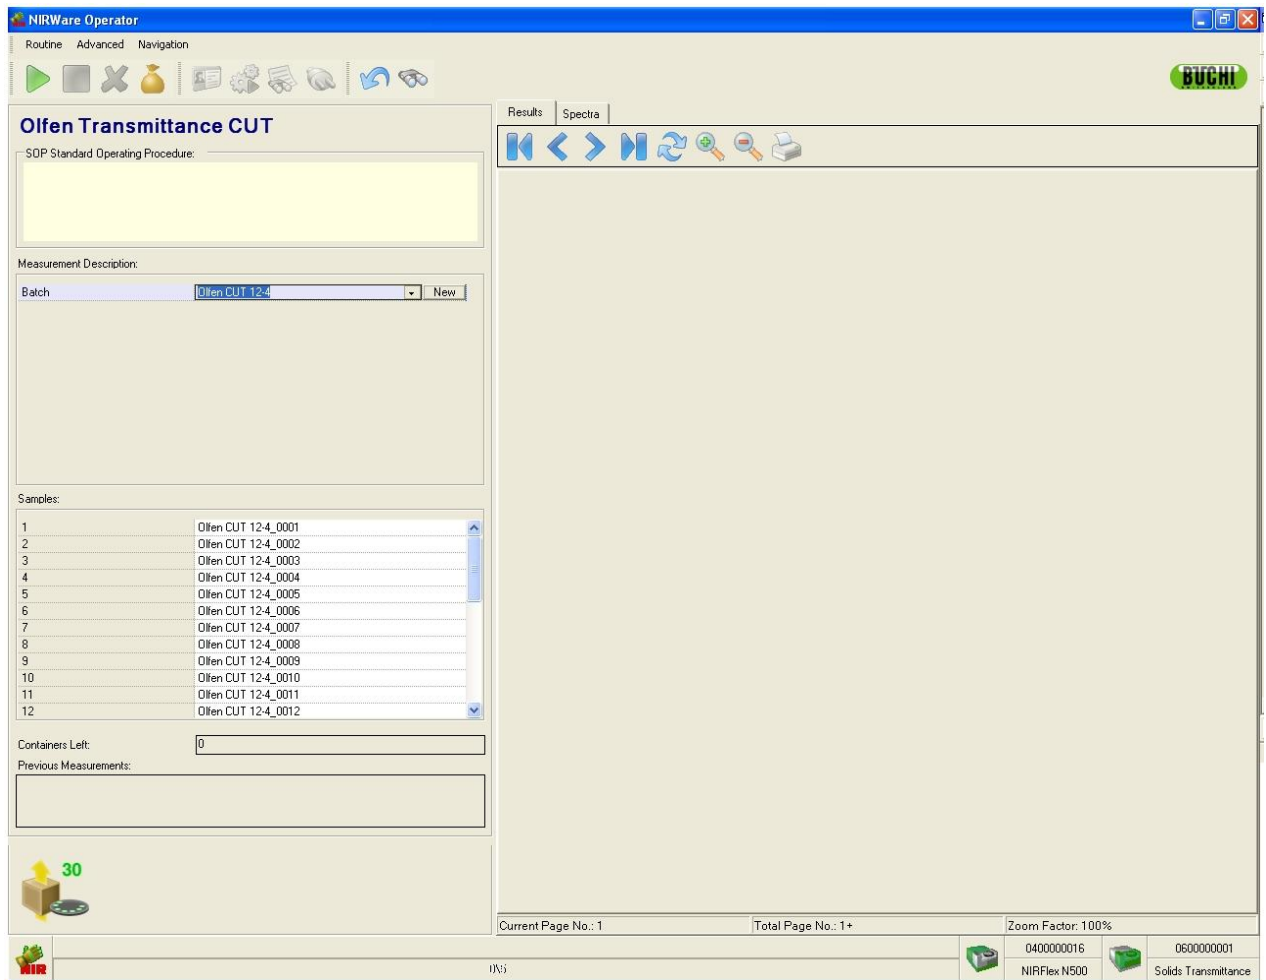 NIRWare Operator
Routine Advanced Navigation
BUCHI
Olfen Transmittance CUT
SOP Standard Operating Procedure:
Measurement Description:
Batch Olfen CUT 12-4 New
Samples:
1 Olfen CUT 12-4_0001
2 Olfen CUT 12-4_0002
3 Olfen CUT 12-4_0003
4 Olfen CUT 12-4_0004
5 Olfen CUT 12-4_0005
6 Olfen CUT 12-4_0006
7 Olfen CUT 12-4_0007
8 Olfen CUT 12-4_0008
9 Olfen CUT 12-4_0009
10 Olfen CUT 12-4_0010
11 Olfen CUT 12-4_0011
12 Olfen CUT 12-4_0012
Containers Left: 0
Previous Measurements:
30
Results Spectra
Current Page No.: 1 Total Page No.: 1+ Zoom Factor: 100%
NIR
0400000016 0600000001
NIRFlex N500 Solids Transmittance